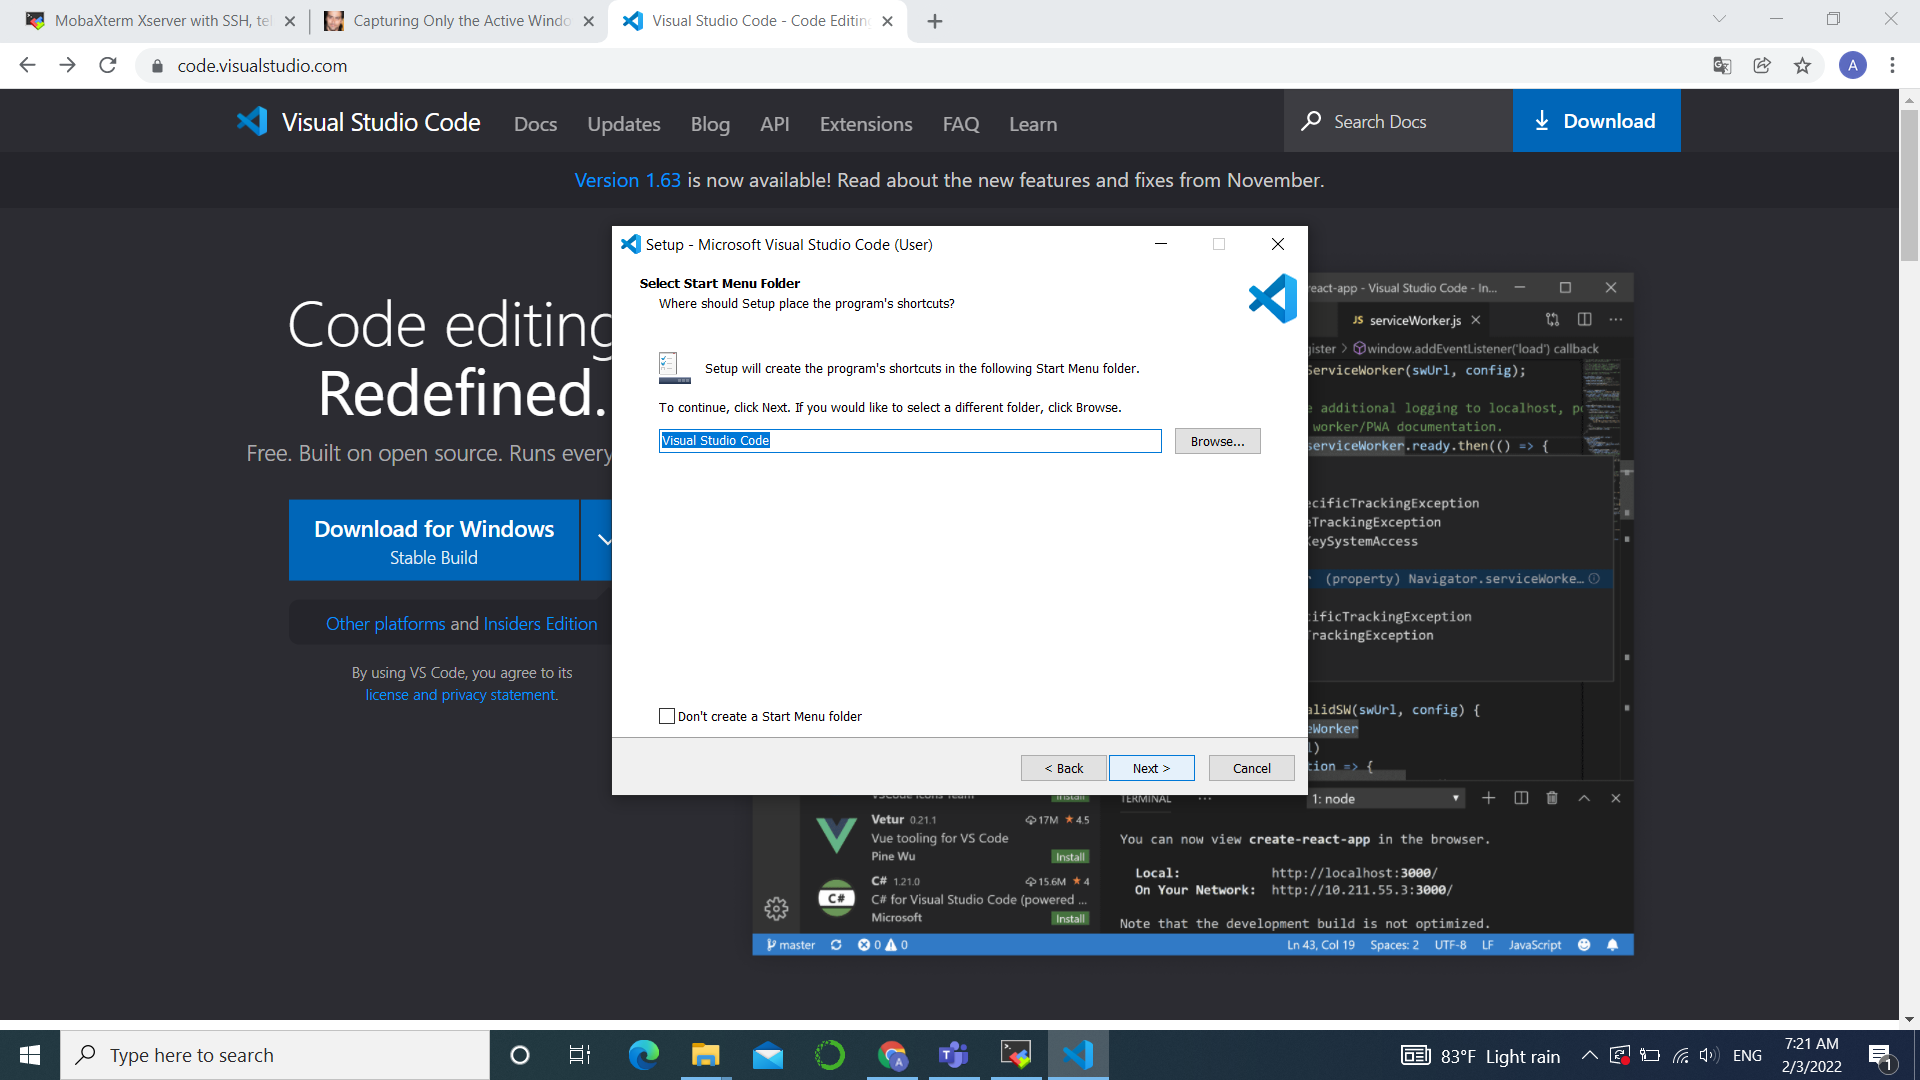 MobaXterm Xserver with SSH, tel
Capturing Only the Active Windo
Visual Studio Code - Code Editing
code.visualstudio.com
A
Visual Studio Code
Docs
Updates
Blog
API
Extensions
FAQ
Learn
Search Docs
Download
Version 1.63 is now available! Read about the new features and fixes from November.
Code editing
Redefined.
Free. Built on open source. Runs every
Download for Windows
Stable Build
Other platforms and Insiders Edition
By using VS Code, you agree to its
license and privacy statement.
Setup - Microsoft Visual Studio Code (User)
Select Start Menu Folder
Where should Setup place the program's shortcuts?
Setup will create the program's shortcuts in the following Start Menu folder.
To continue, click Next. If you would like to select a different folder, click Browse.
Visual Studio Code
Browse...
Don't create a Start Menu folder
< Back
Next >
Cancel
react-app - Visual Studio Code - In...
JS serviceWorker.js
gister > window.addEventListener('load') callback
ServiceWorker(swUrl, config);
e additional logging to localhost, po
worker/PWA documentation.
serviceWorker.ready.then(() => {
ecificTrackingException
eTrackingException
KeySystemAccess
(property) Navigator.serviceWorke...
cificTrackingException
TrackingException
alidSW(swUrl, config) {
eWorker
l)
tion => {
VSCode Icons Team
Install
Vetur 0.21.1
17M 4.5
Vue tooling for VS Code
Pine Wu
Install
C# 1.21.0
15.6M 4
C#
C# for Visual Studio Code (powered ...
Microsoft
Install
TERMINAL
...
1: node
You can now view create-react-app in the browser.
Local: http://localhost:3000/
On Your Network: http://10.211.55.3:3000/
Note that the development build is not optimized.
master
0 0
Ln 43, Col 19
Spaces: 2
UTF-8
LF
JavaScript
Type here to search
83°F Light rain
ENG
7:21 AM
2/3/2022
1